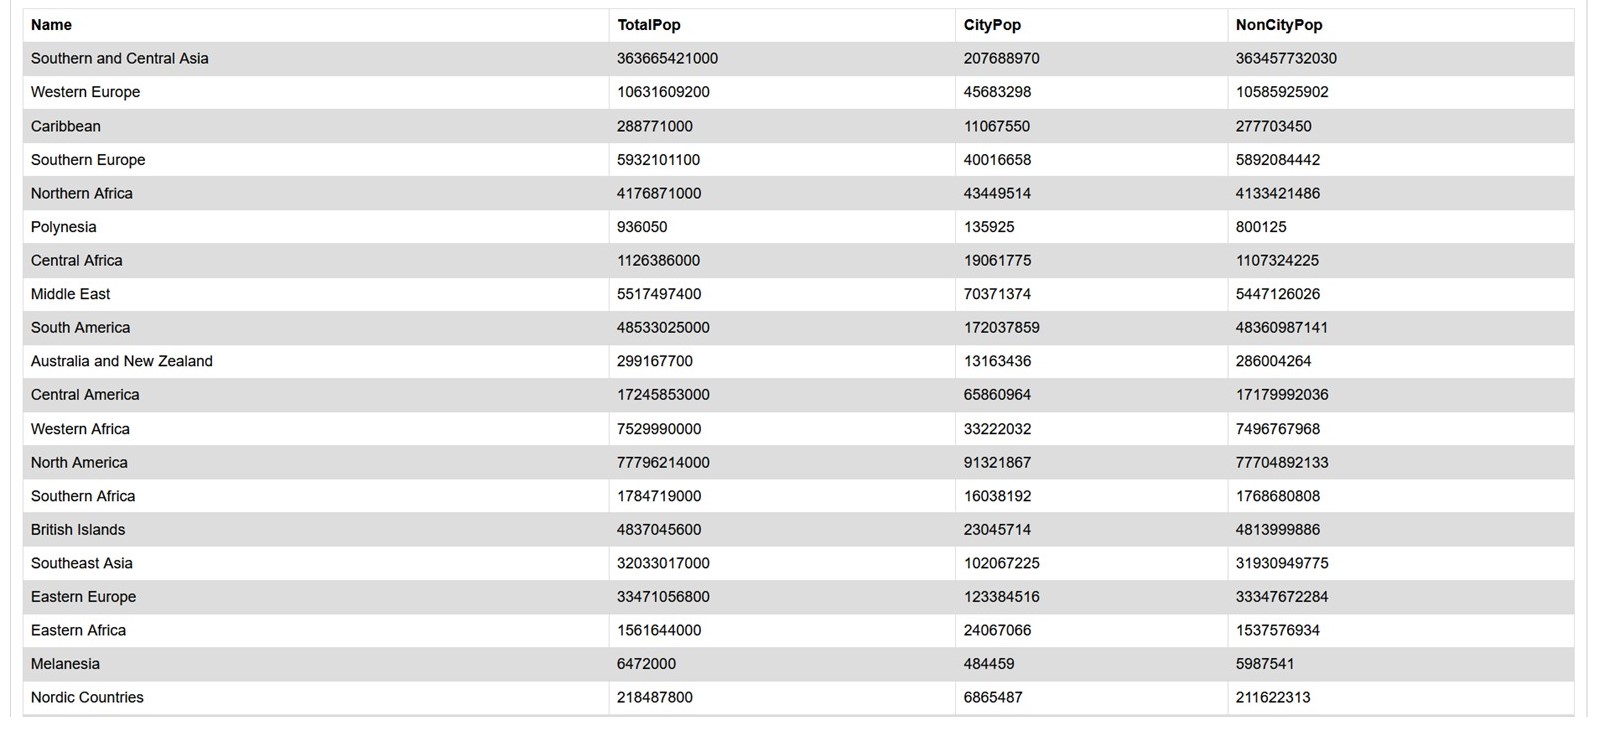 Name TotalPop CityPop NonCityPop
Southern and Central Asia 363665421000 207688970 363457732030
Western Europe 10631609200 45683298 10585925902
Caribbean 288771000 11067550 277703450
Southern Europe 5932101100 40016658 5892084442
Northern Africa 4176871000 43449514 4133421486
Polynesia 936050 135925 800125
Central Africa 1126386000 19061775 1107324225
Middle East 5517497400 70371374 5447126026
South America 48533025000 172037859 48360987141
Australia and New Zealand 299167700 13163436 286004264
Central America 17245853000 65860964 17179992036
Western Africa 7529990000 33222032 7496767968
North America 77796214000 91321867 77704892133
Southern Africa 1784719000 16038192 1768680808
British Islands 4837045600 23045714 4813999886
Southeast Asia 32033017000 102067225 31930949775
Eastern Europe 33471056800 123384516 33347672284
Eastern Africa 1561644000 24067066 1537576934
Melanesia 6472000 484459 5987541
Nordic Countries 218487800 6865487 211622313